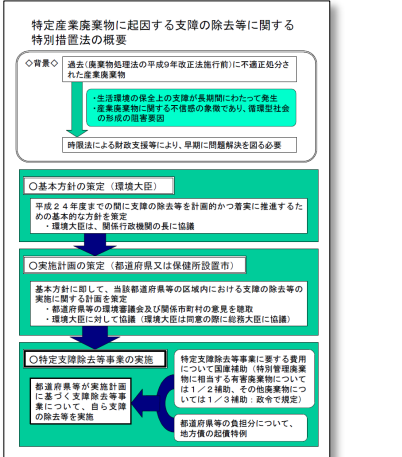 特定産業廃棄物に起因する支障の除去等に関する
特別措置法の概要
◇背景◇
過去(廃棄物処理法の平成9年改正法施行前)に不適正処分さ
れた産業廃棄物
・生活環境の保全上の支障が長期間にわたって発生
・産業廃棄物に関する不信感の象徴であり、循環型社会
の形成の阻害要因
時限法による財政支援等により、早期に問題解決を図る必要
○基本方針の策定(環境大臣)
平成24年度までの間に支障の除去等を計画的かつ着実に推進するた
めの基本的な方針を策定
・環境大臣は、関係行政機関の長に協議
○実施計画の策定(都道府県又は保健所設置市)
基本方針に即して、当該都道府県等の区域内における支障の除去等の
実施に関する計画を策定
・都道府県等の環境審議会及び関係市町村の意見を聴取
・環境大臣に対して協議(環境大臣は同意の際に総務大臣に協議)
○特定支障除去等事業の実施
都道府県等が実施計画
に基づく支障除去等事
業について、自ら支障
の除去等を実施
特定支障除去等事業に要する費用
について国庫補助(特別管理廃棄
物に相当する有害廃棄物について
は1/2補助、その他廃棄物につ
いては1/3補助:政令で規定)
都道府県等の負担分について、
地方債の起債特例